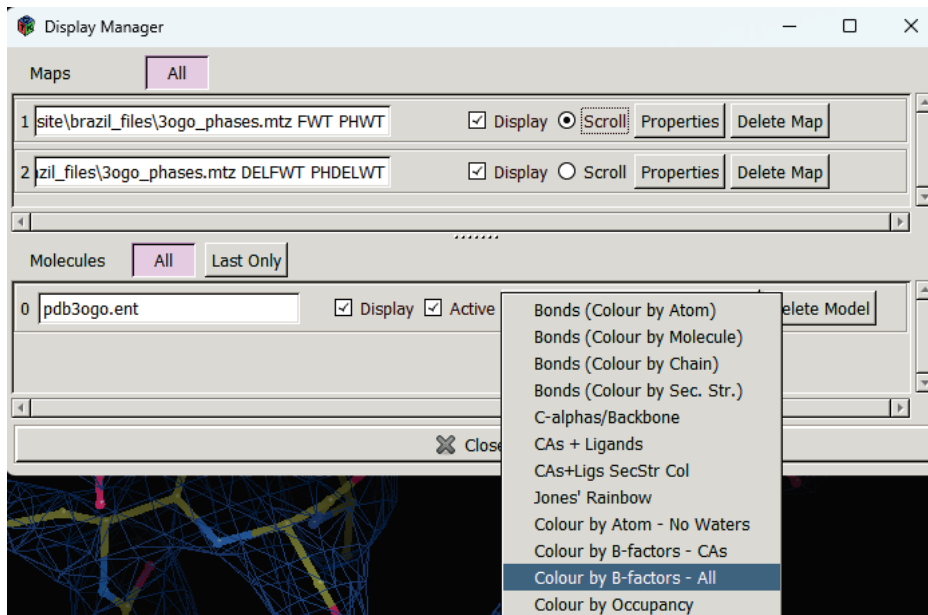 Display Manager
Maps All
1 site\brazil_files\3ogo_phases.mtz FWT PHWT Display Scroll Properties Delete Map
2 zil_files\3ogo_phases.mtz DELFWT PHDELWT Display Scroll Properties Delete Map
Molecules All Last Only
0 pdb3ogo.ent Display Active elete Model
Bonds (Colour by Atom)
Bonds (Colour by Molecule)
Bonds (Colour by Chain)
Bonds (Colour by Sec. Str.)
C-alphas/Backbone
Close
CAs + Ligands
CAs+Ligs SecStr Col
Jones' Rainbow
Colour by Atom - No Waters
Colour by B-factors - CAs
Colour by B-factors - All
Colour by Occupancy